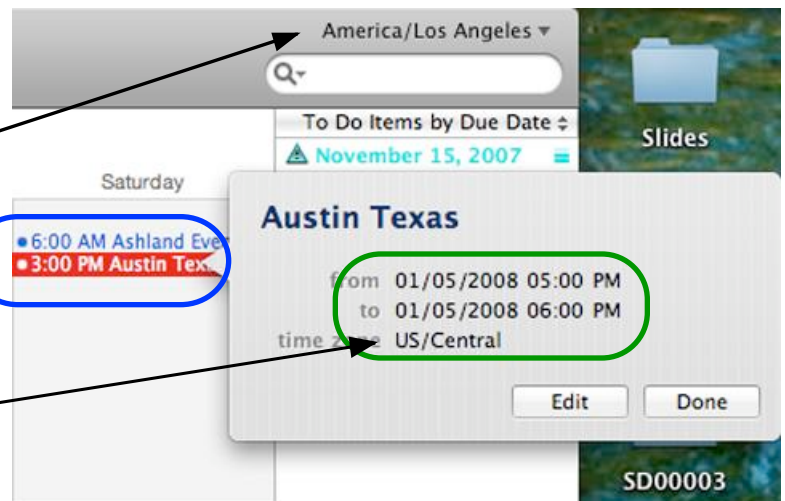 America/Los Angeles
To Do Items by Due Date
Slides
November 15, 2007
Saturday
Austin Texas
6:00 AM Ashland Eve
3:00 PM Austin Tex
from 01/05/2008 05:00 PM
to 01/05/2008 06:00 PM
time zone US/Central
Edit Done
SD00003